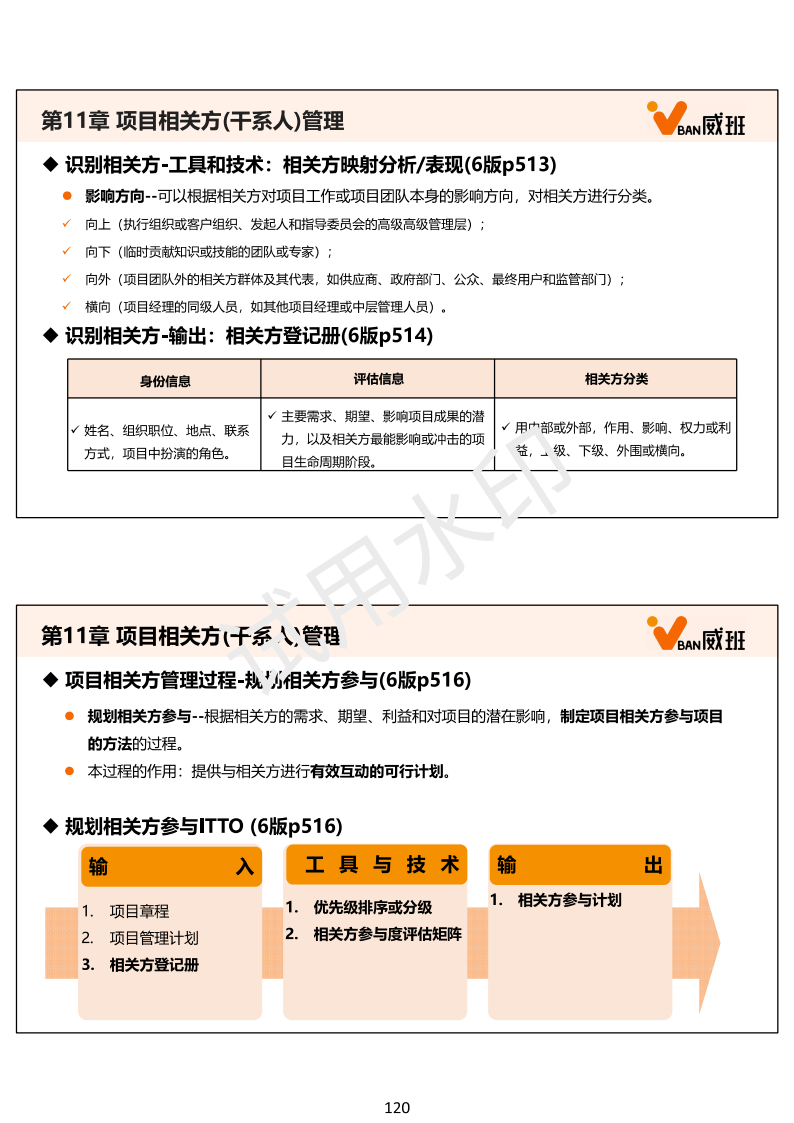 第11章 项目相关方(干系人)管理
BAN威班
◆ 识别相关方-工具和技术：相关方映射分析/表现(6版p513)
● 影响方向--可以根据相关方对项目工作或项目团队本身的影响方向，对相关方进行分类。
✓ 向上（执行组织或客户组织、发起人和指导委员会的高级高级管理层）；
✓ 向下（临时贡献知识或技能的团队或专家）；
✓ 向外（项目团队外的相关方群体及其代表，如供应商、政府部门、公众、最终用户和监管部门）；
✓ 横向（项目经理的同级人员，如其他项目经理或中层管理人员）。
◆ 识别相关方-输出：相关方登记册(6版p514)
身份信息
评估信息
相关方分类
✓ 姓名、组织职位、地点、联系
方式，项目中扮演的角色。
✓ 主要需求、期望、影响项目成果的潜
力，以及相关方最能影响或冲击的项
目生命周期阶段。
✓ 用内部或外部，作用、影响、权力或利
益，上级、下级、外围或横向。
试用水印
第11章 项目相关方(干系人)管理
BAN威班
◆ 项目相关方管理过程-规划相关方参与(6版p516)
● 规划相关方参与--根据相关方的需求、期望、利益和对项目的潜在影响，制定项目相关方参与项目
的方法的过程。
● 本过程的作用：提供与相关方进行有效互动的可行计划。
◆ 规划相关方参与ITTO (6版p516)
输 入
1. 项目章程
2. 项目管理计划
3. 相关方登记册
工 具 与 技 术
1. 优先级排序或分级
2. 相关方参与度评估矩阵
输 出
1. 相关方参与计划
120